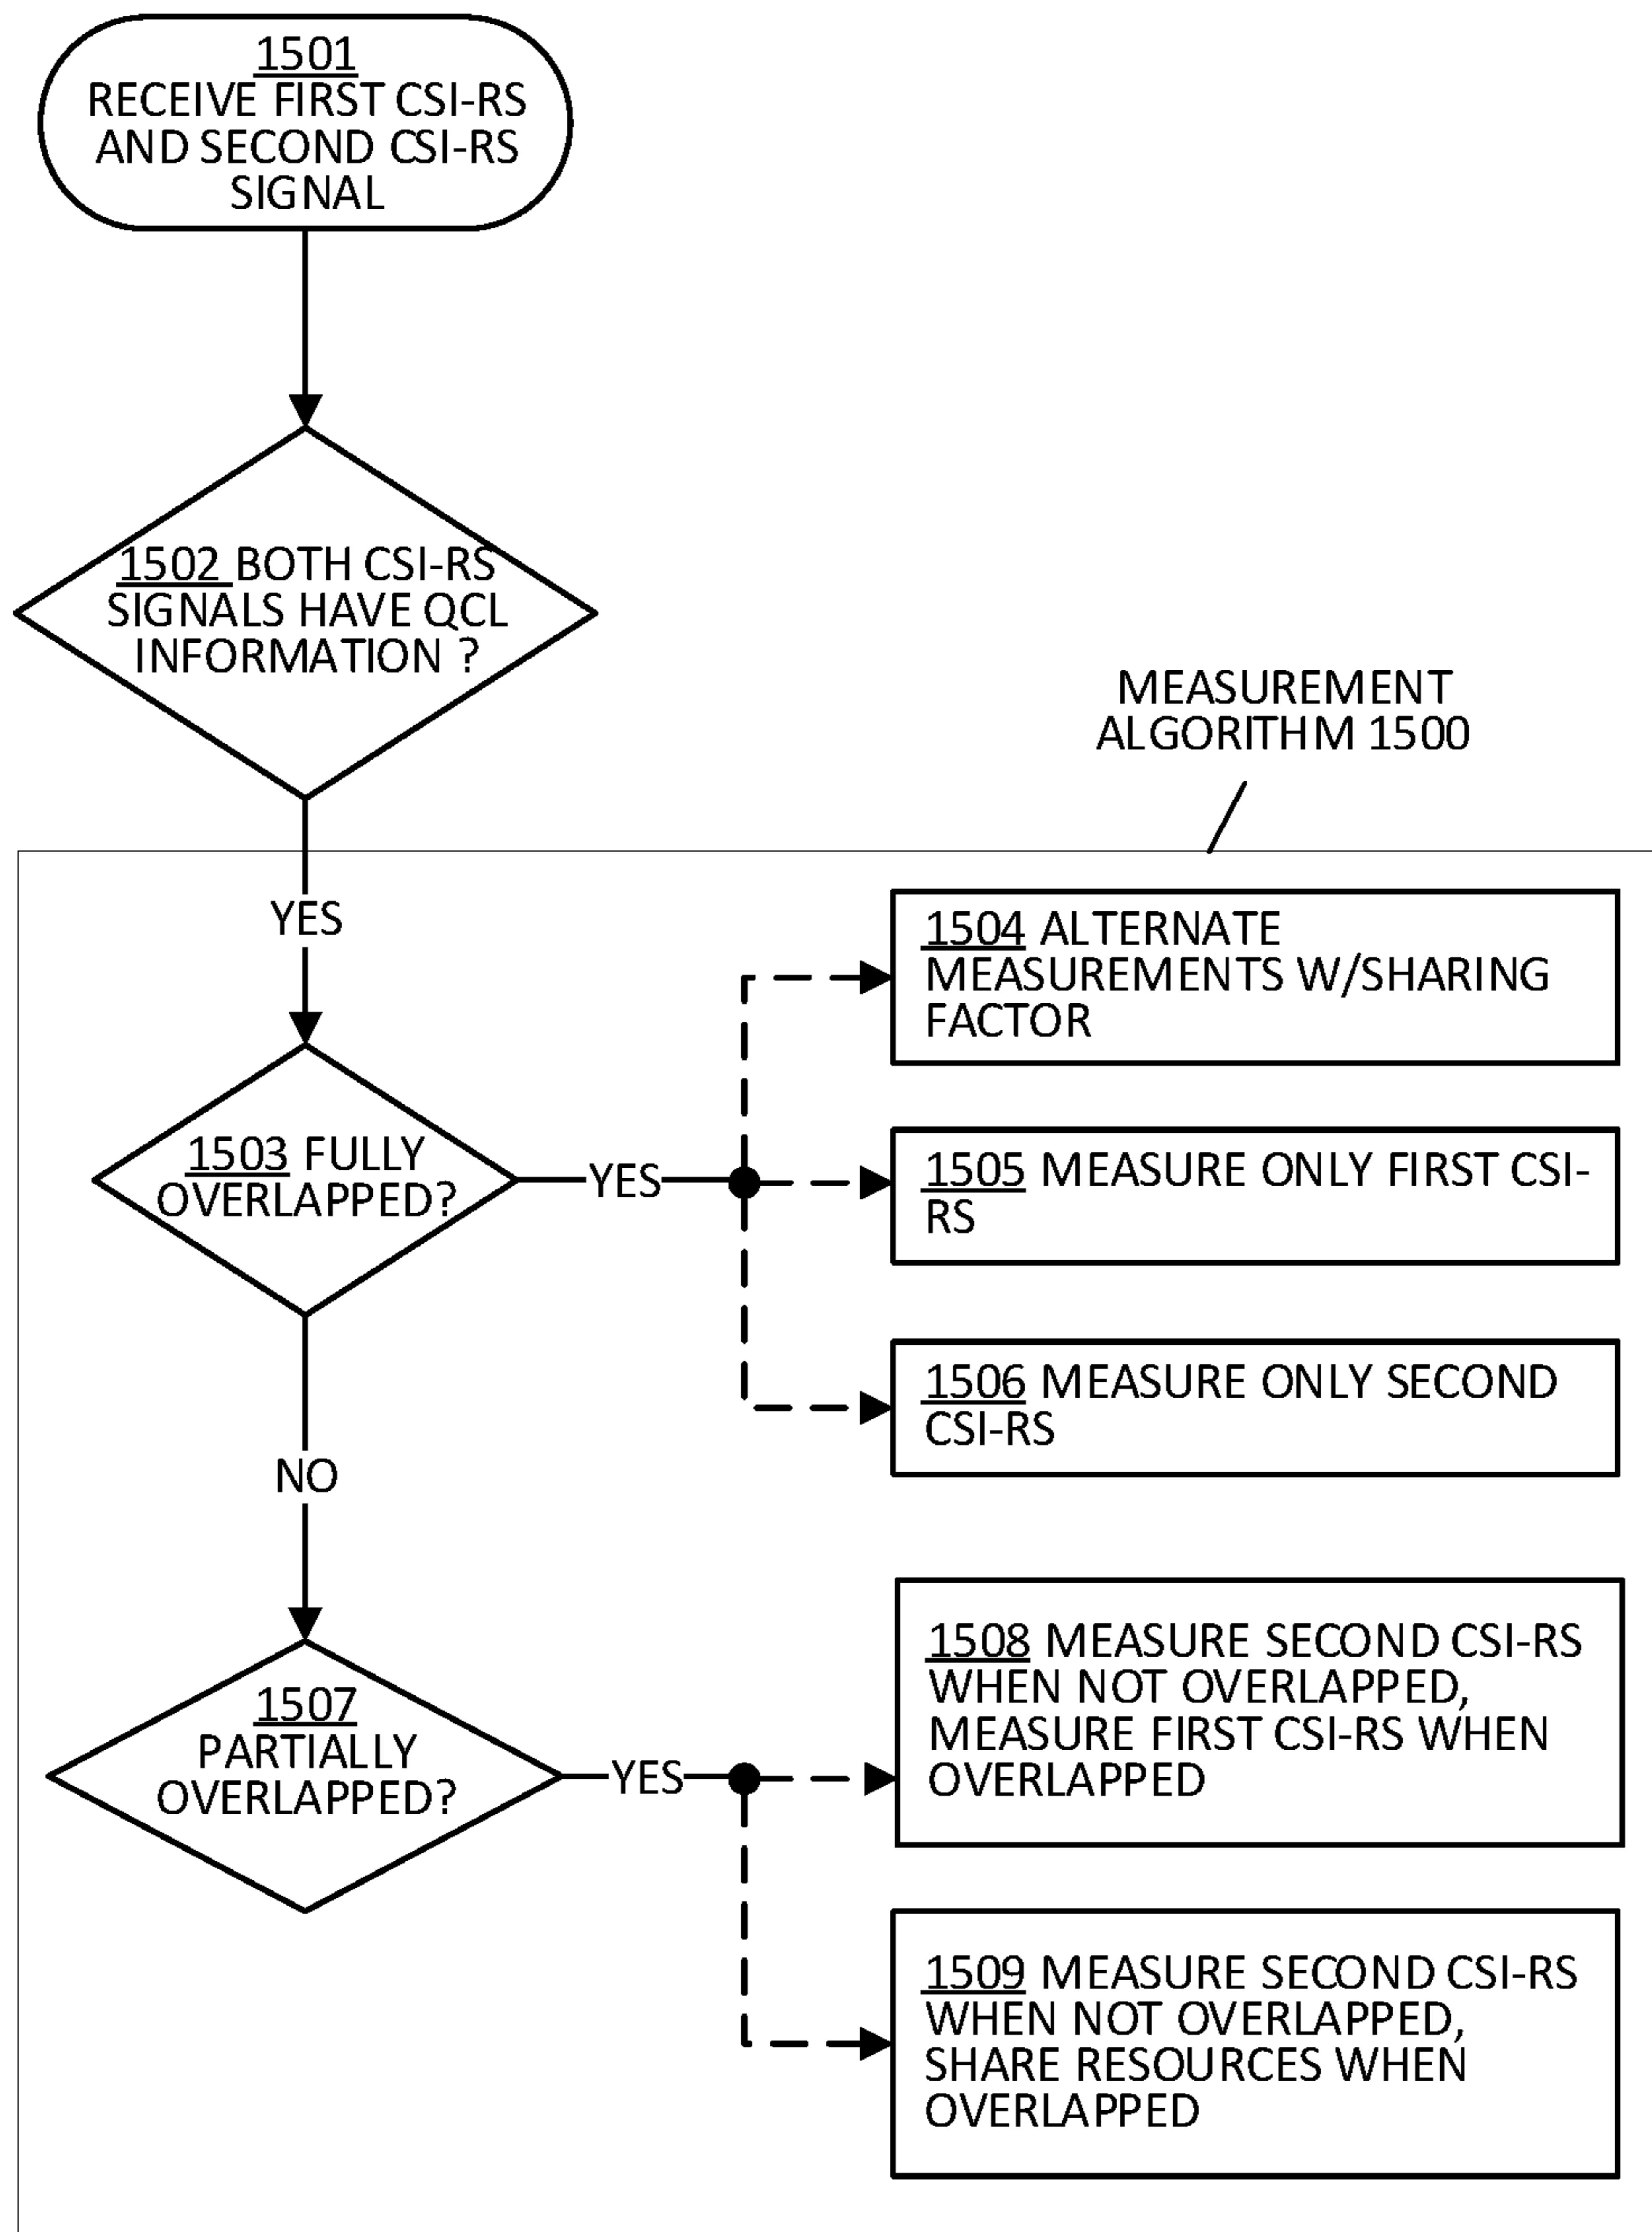 1501
RECEIVE FIRST CSI-RS
AND SECOND CSI-RS
SIGNAL
1502 BOTH CSI-RS
SIGNALS HAVE QCL
INFORMATION ?
MEASUREMENT
ALGORITHM 1500
YES
1504 ALTERNATE
MEASUREMENTS W/SHARING
FACTOR
1503 FULLY
OVERLAPPED?
YES
1505 MEASURE ONLY FIRST CSI-
RS
1506 MEASURE ONLY SECOND
CSI-RS
NO
1507
PARTIALLY
OVERLAPPED?
YES
1508 MEASURE SECOND CSI-RS
WHEN NOT OVERLAPPED,
MEASURE FIRST CSI-RS WHEN
OVERLAPPED
1509 MEASURE SECOND CSI-RS
WHEN NOT OVERLAPPED,
SHARE RESOURCES WHEN
OVERLAPPED